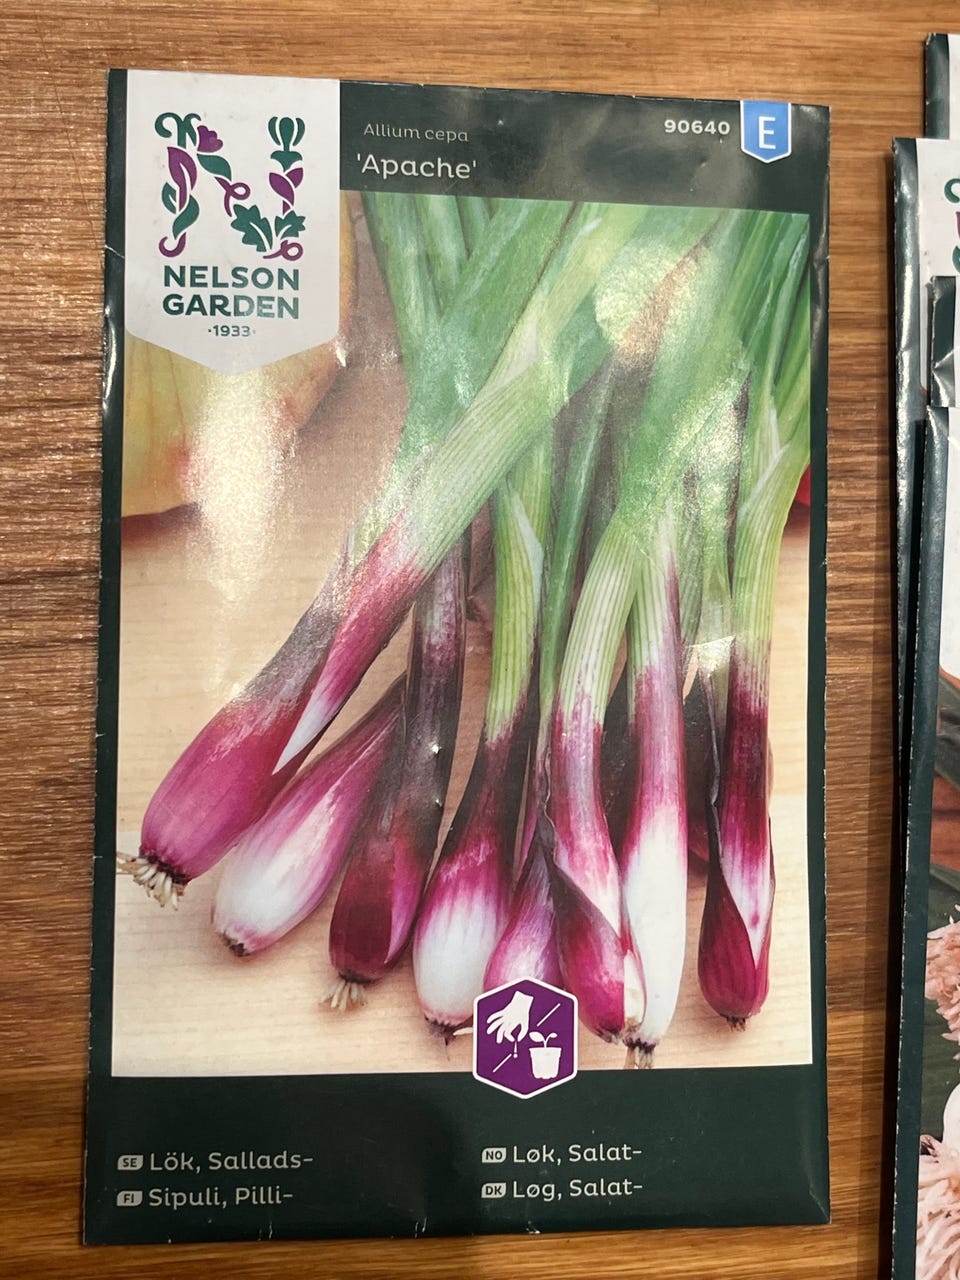 NELSON
GARDEN
·1933·
Allium cepa
'Apache'
90640
E
SE Lök, Sallads-
FI Sipuli, Pilli-
NO Løk, Salat-
DK Løg, Salat-